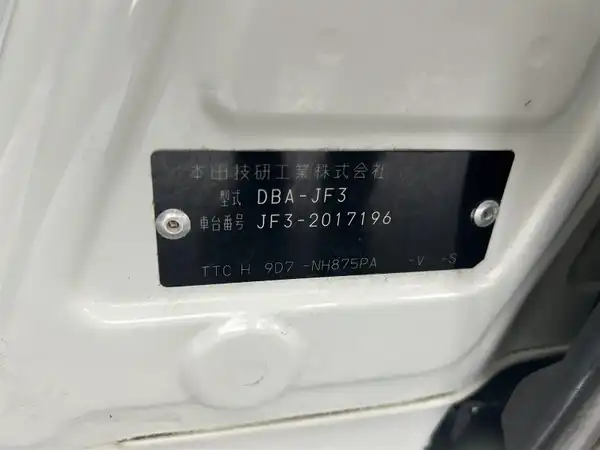 本田技研工業株式会社
型式 DBA-JF3
車台番号 JF3-2017196
TTC H 9D7 -NH875PA -V -S